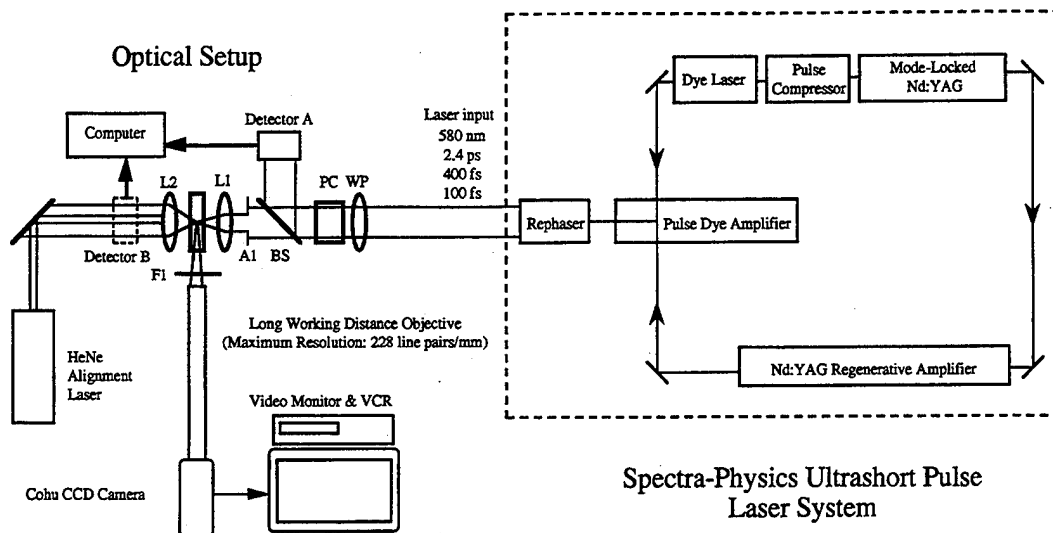 Optical Setup
Computer
Detector A
Laser input
580 nm
2.4 ps
400 fs
100 fs
L2
L1
PC
WP
Detector B
A1
BS
F1
HeNe
Alignment
Laser
Long Working Distance Objective
(Maximum Resolution: 228 line pairs/mm)
Video Monitor & VCR
Cohu CCD Camera
Dye Laser
Pulse
Compressor
Mode-Locked
Nd:YAG
Rephaser
Pulse Dye Amplifier
Nd:YAG Regenerative Amplifier
Spectra-Physics Ultrashort Pulse
Laser System